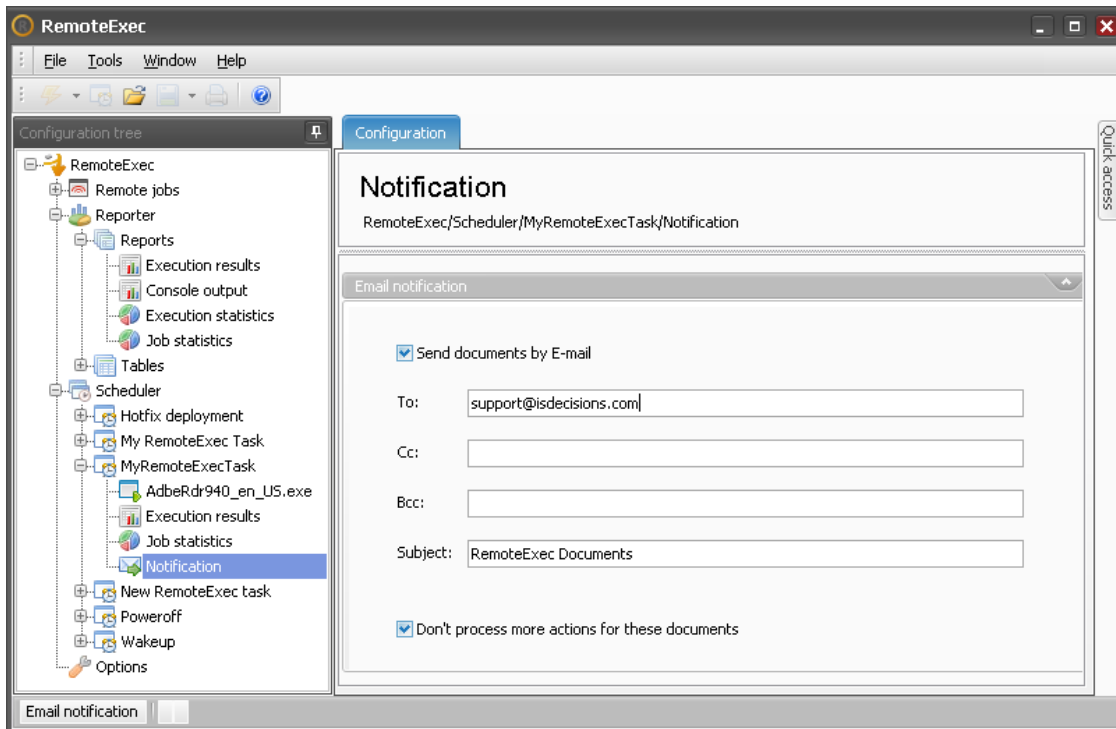 RemoteExec
File Tools Window Help
Configuration tree
RemoteExec
Remote jobs
Reporter
Reports
Execution results
Console output
Execution statistics
Job statistics
Tables
Scheduler
Hotfix deployment
My RemoteExec Task
MyRemoteExecTask
AdbeRdr940_en_US.exe
Execution results
Job statistics
Notification
New RemoteExec task
Poweroff
Wakeup
Options
Configuration
Notification
RemoteExec/Scheduler/MyRemoteExecTask/Notification
Email notification
Send documents by E-mail
To: support@isdecisions.com
Cc:
Bcc:
Subject: RemoteExec Documents
Don't process more actions for these documents
Quick access
Email notification